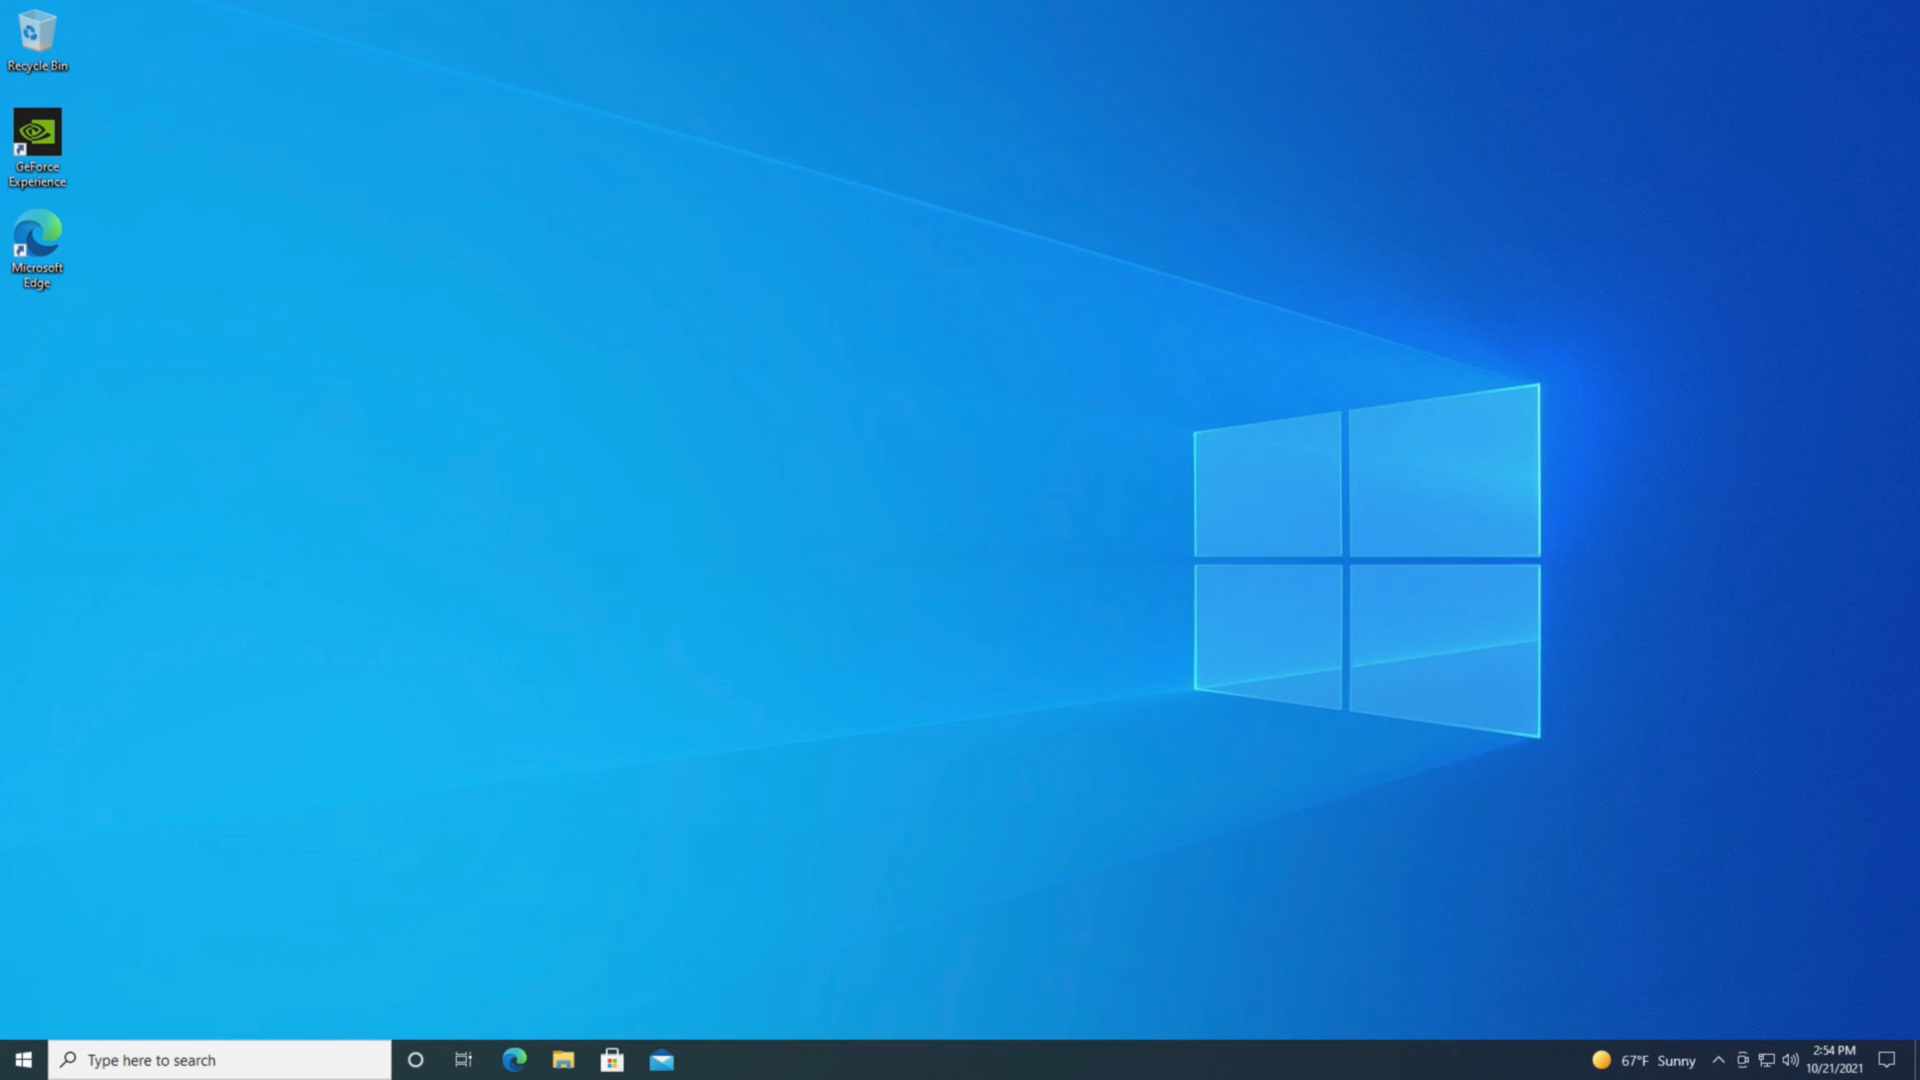 Recycle Bin
GeForce
Experience
Microsoft
Edge
Type here to search
67°F Sunny
2:54 PM
10/21/2021